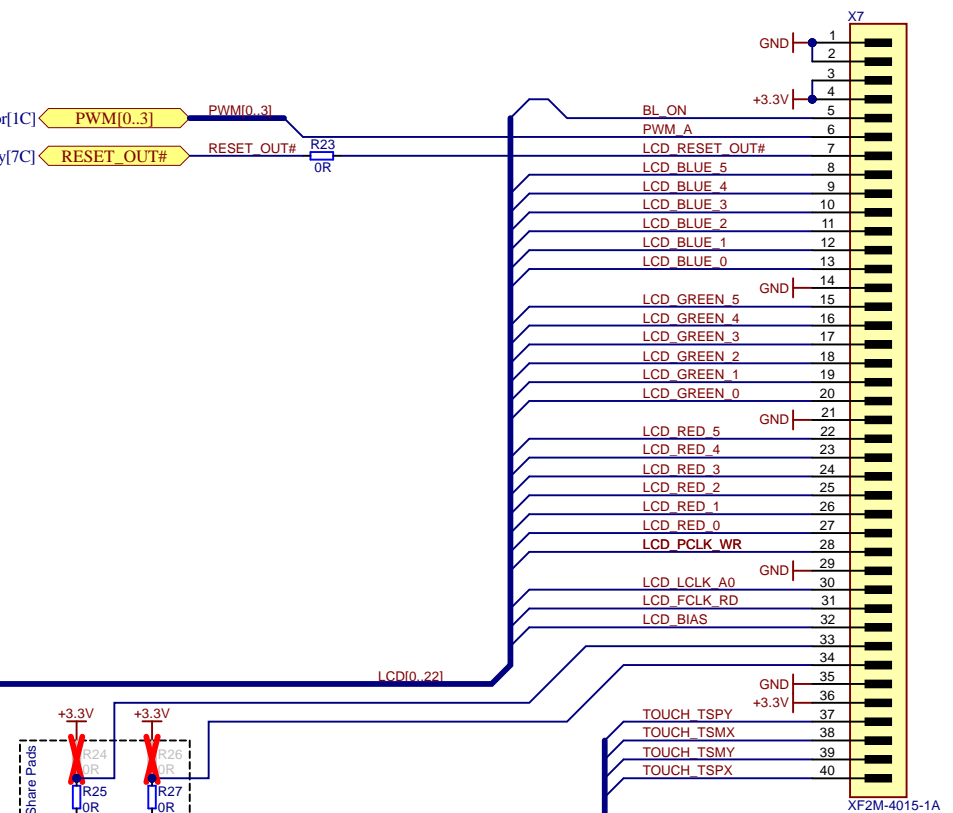 X7
GND 1
2
3
+3.3V 4
BL_ON 5
r[1C] PWM[0..3] PWM[0..3] PWM_A 6
y[7C] RESET_OUT# RESET_OUT# R23 LCD_RESET_OUT# 7
0R
LCD_BLUE_5 8
LCD_BLUE_4 9
LCD_BLUE_3 10
LCD_BLUE_2 11
LCD_BLUE_1 12
LCD_BLUE_0 13
GND 14
LCD_GREEN_5 15
LCD_GREEN_4 16
LCD_GREEN_3 17
LCD_GREEN_2 18
LCD_GREEN_1 19
LCD_GREEN_0 20
GND 21
LCD_RED_5 22
LCD_RED_4 23
LCD_RED_3 24
LCD_RED_2 25
LCD_RED_1 26
LCD_RED_0 27
LCD_PCLK_WR 28
GND 29
LCD_LCLK_A0 30
LCD_FCLK_RD 31
LCD_BIAS 32
33
34
LCD[0..22]
GND 35
+3.3V 36
TOUCH_TSPY 37
TOUCH_TSMX 38
TOUCH_TSMY 39
TOUCH_TSPX 40
XF2M-4015-1A
+3.3V +3.3V
R24 R26
0R 0R
R25 R27
0R 0R
Share Pads